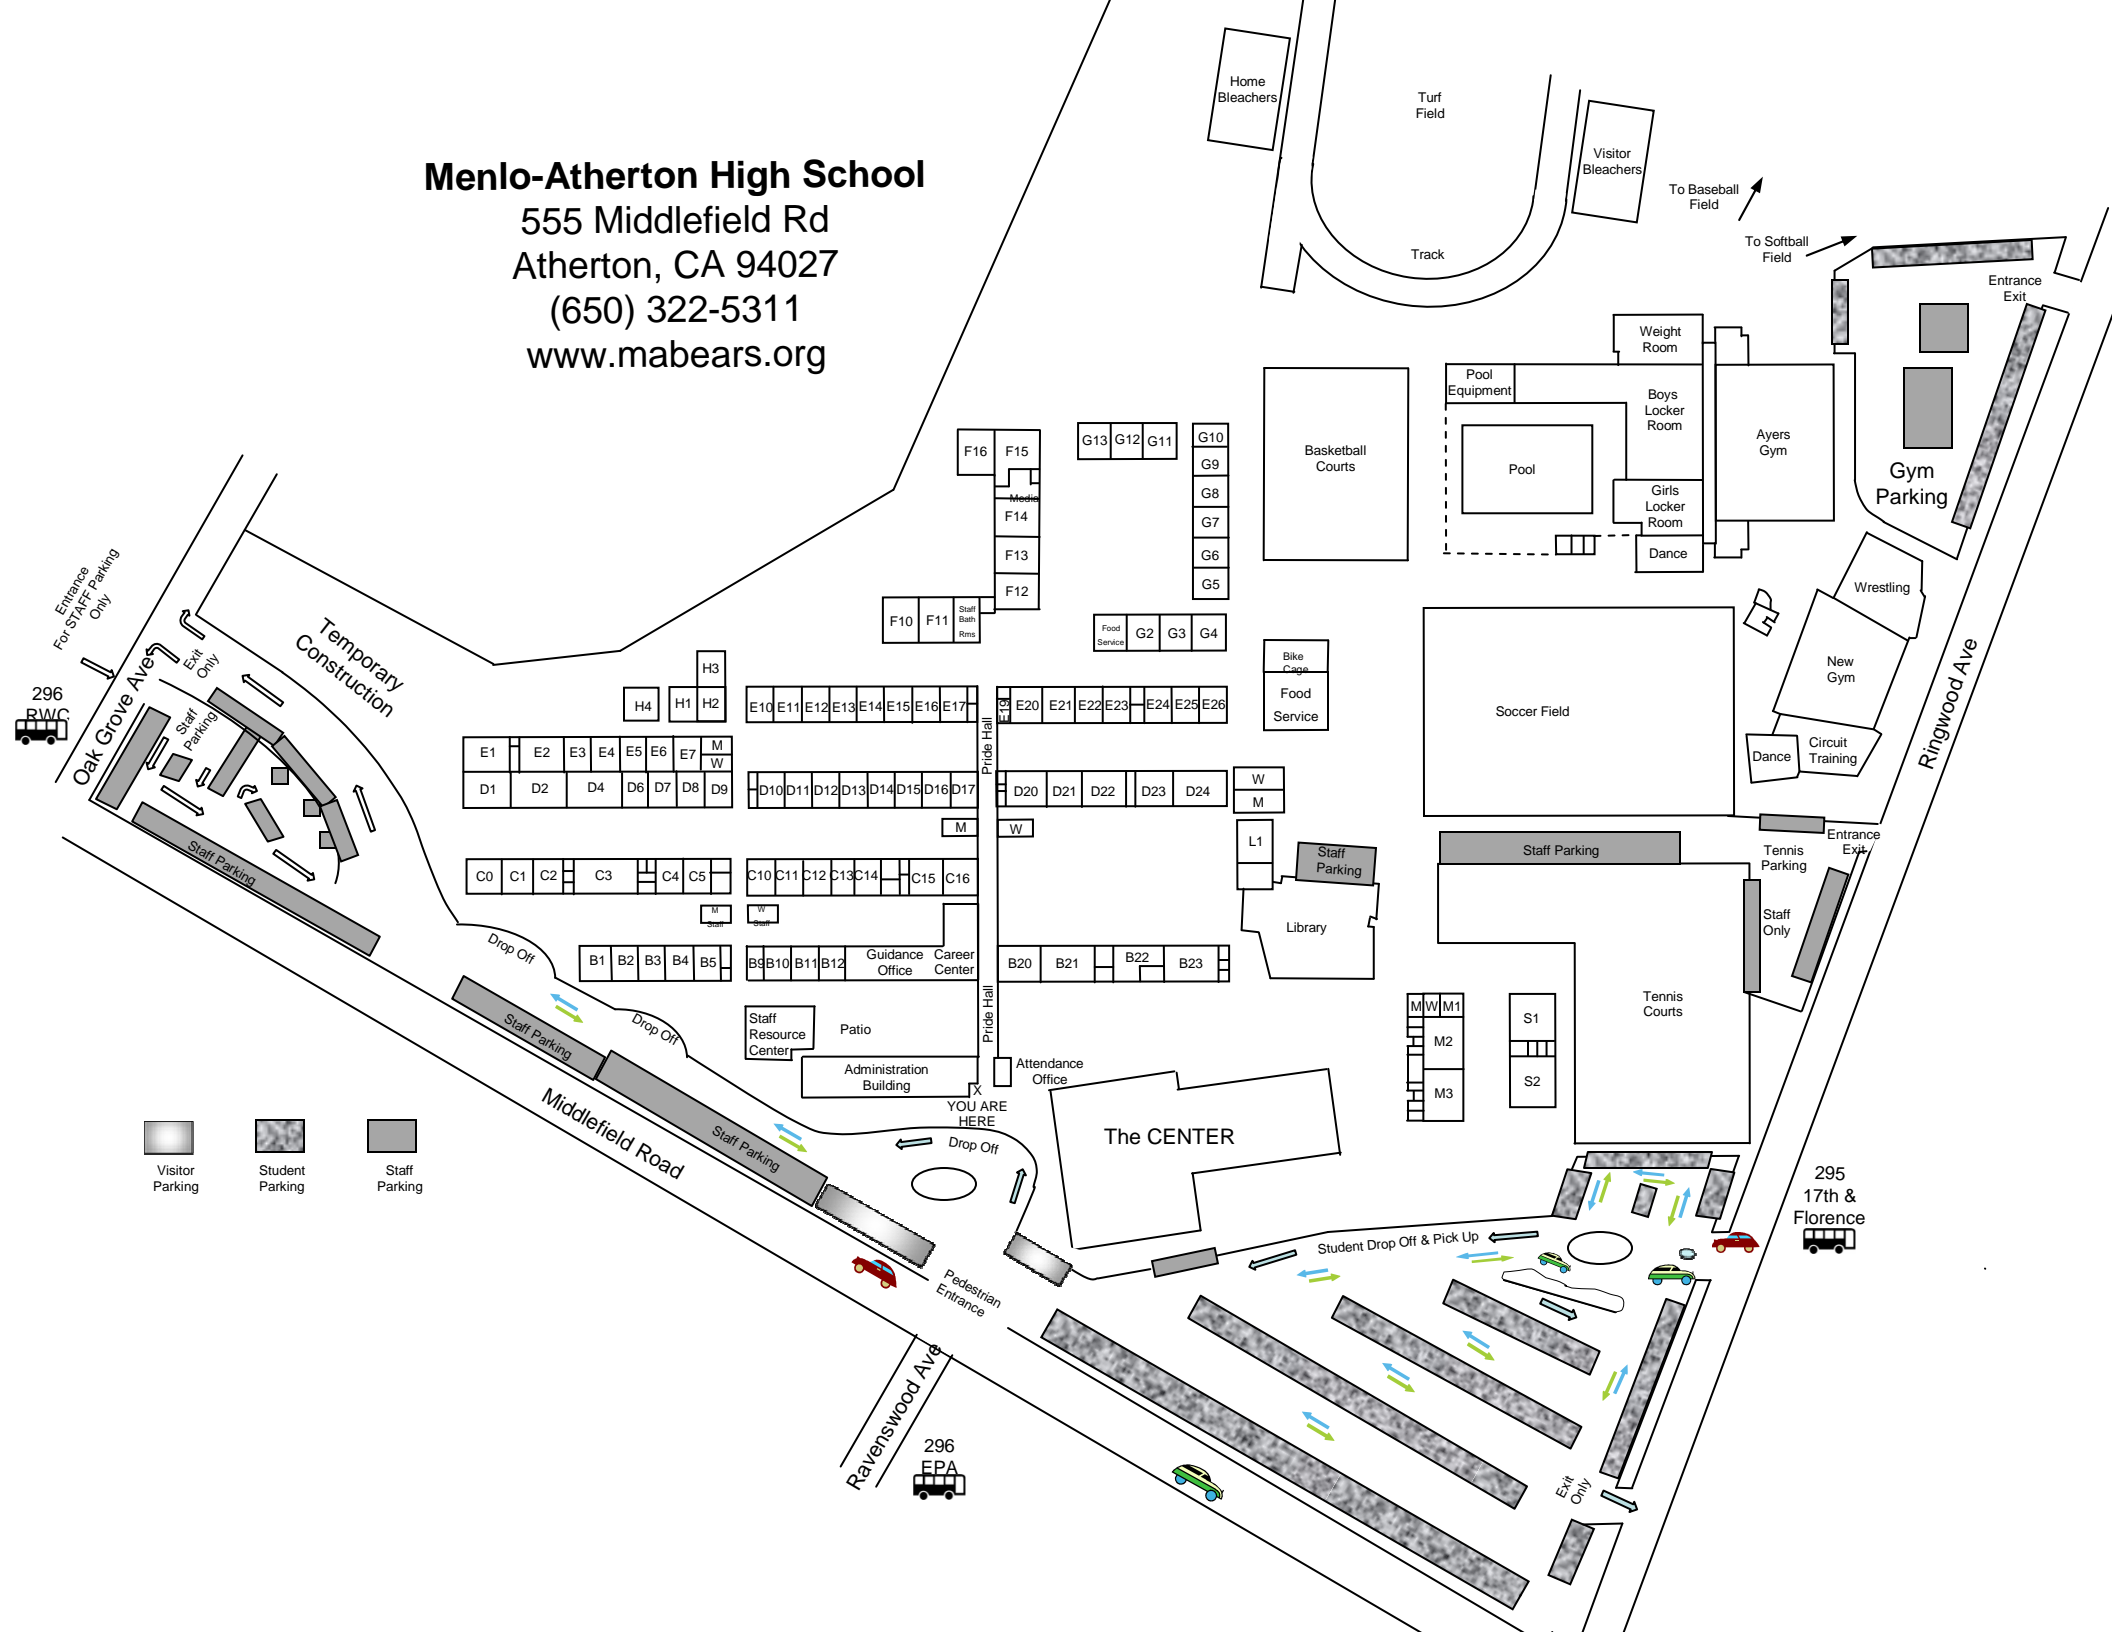 Menlo-Atherton High School
555 Middlefield Rd
Atherton, CA 94027
(650) 322-5311
www.mabears.org
Home
Bleachers
Turf
Field
Visitor
Bleachers
Track
To Baseball
Field
To Softball
Field
Entrance
Exit
Weight
Room
Pool
Equipment
Boys
Locker
Room
Ayers
Gym
Basketball
Courts
Pool
Girls
Locker
Room
Dance
Gym
Parking
F16
F15
Media
F14
F13
F12
F10
F11
Staff
Bath
Rms
G13
G12
G11
G10
G9
G8
G7
G6
G5
Food
Service
G2
G3
G4
Bike
Cage
Food
Service
Soccer Field
Wrestling
New
Gym
Dance
Circuit
Training
Ringwood Ave
Entrance
For STAFF Parking
Only
Exit
Only
Temporary
Construction
296
RWC
Oak Grove Ave
Staff
Parking
Staff Parking
H3
H4
H1
H2
E10
E11
E12
E13
E14
E15
E16
E17
Pride Hall
E19
E20
E21
E22
E23
E24
E25
E26
E1
E2
E3
E4
E5
E6
E7
M
W
D1
D2
D4
D6
D7
D8
D9
D10
D11
D12
D13
D14
D15
D16
D17
D20
D21
D22
D23
D24
W
M
M
W
L1
Staff
Parking
Library
Staff Parking
Entrance
Exit
Tennis
Parking
Staff
Only
Tennis
Courts
C0
C1
C2
C3
C4
C5
C10
C11
C12
C13
C14
C15
C16
M
Staff
W
Staff
Drop Off
B1
B2
B3
B4
B5
B9
B10
B11
B12
Guidance
Office
Career
Center
B20
B21
B22
B23
Staff Parking
Drop Off
Staff
Resource
Center
Patio
Pride Hall
Administration
Building
Attendance
Office
X
YOU ARE
HERE
M
W
M1
M2
M3
S1
S2
Middlefield Road
Staff Parking
Drop Off
The CENTER
Visitor
Parking
Student
Parking
Staff
Parking
295
17th &
Florence
Student Drop Off & Pick Up
Pedestrian
Entrance
Ravenswood Ave
296
EPA
Exit
Only